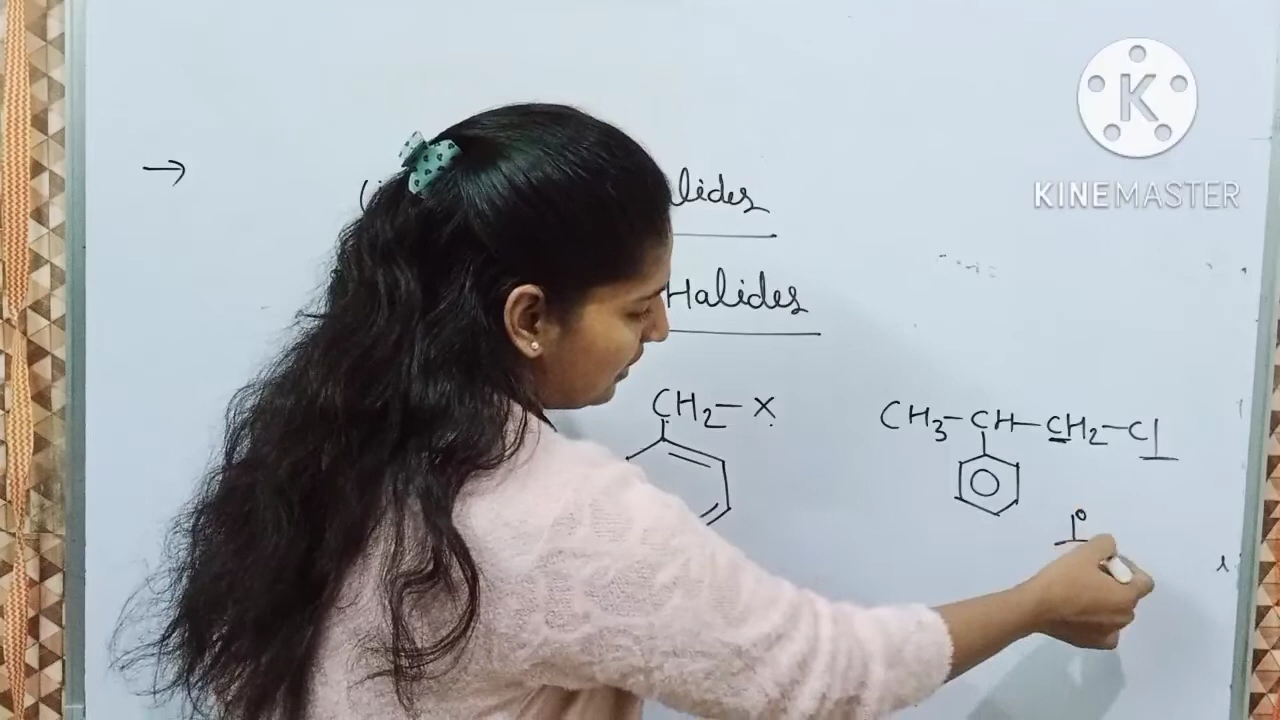 →
lides
Halides
CH2-X
CH3-CH-CH2-Cl
1°
KINEMASTER